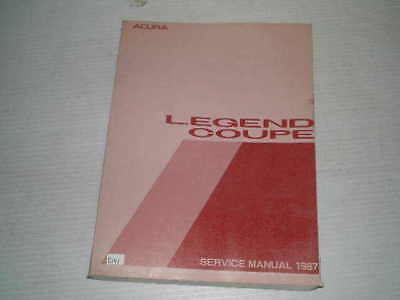 ACURA
LEGEND
COUPE
SERVICE MANUAL 1987